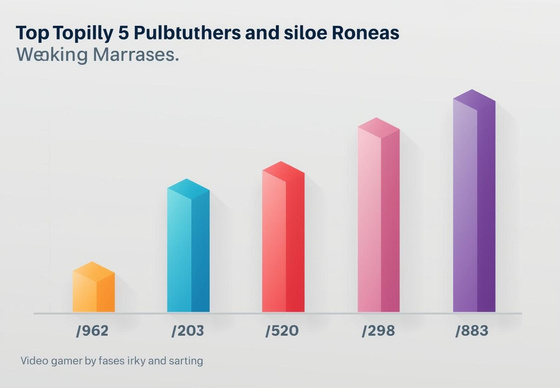 Top Topilly 5 Pulbtuthers and siloe Roneas
Weaking Marrases.
/962 /203 /520 /298 /883
Video gamer by fases irky and sarting